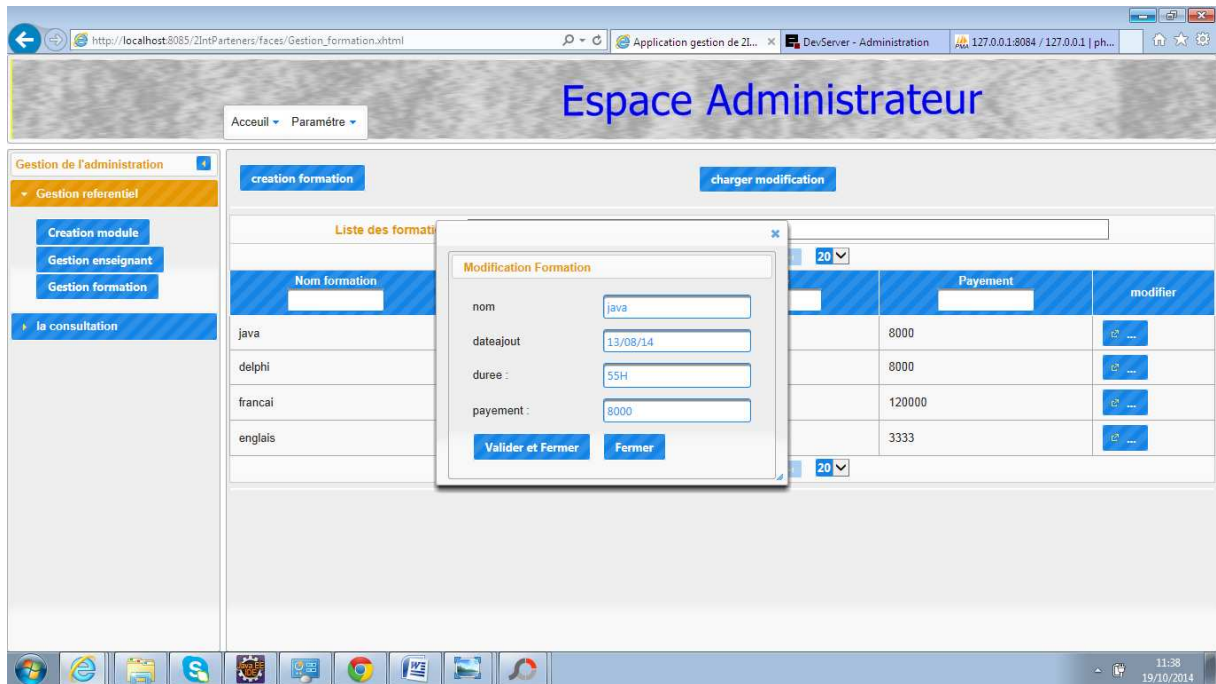 http://localhost:8085/2IntParteners/faces/Gestion_formation.xhtml
Application gestion de 2I...
DevServer - Administration
127.0.0.1:8084 / 127.0.0.1 | ph...
Espace Administrateur
Acceuil
Paramétre
Gestion de l'administration
Gestion referentiel
Creation module
Gestion enseignant
Gestion formation
la consultation
creation formation
charger modification
Liste des formati
20
Nom formation
Payement
modifier
java
8000
...
delphi
8000
...
francai
120000
...
englais
3333
...
20
Modification Formation
nom
java
dateajout
13/08/14
duree :
55H
payement :
8000
Valider et Fermer
Fermer
11:38
19/10/2014